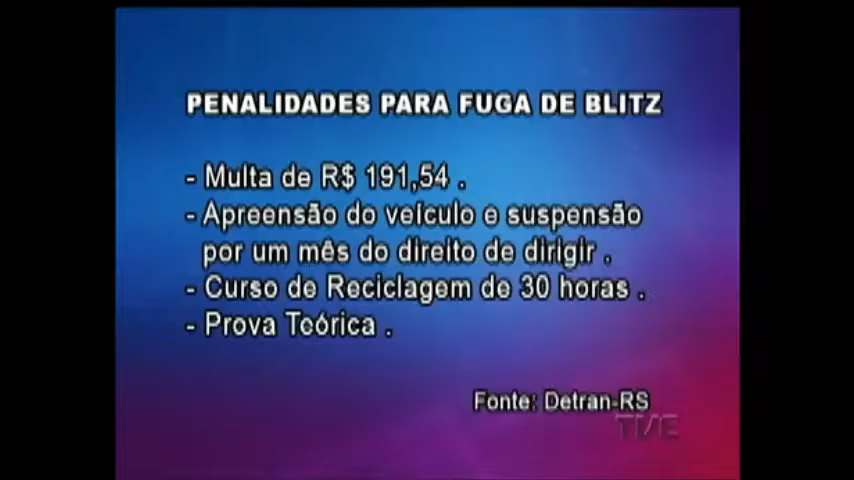 PENALIDADES PARA FUGA DE BLITZ
- Multa de R$ 191,54 .
- Apreensão do veículo e suspensão
por um mês do direito de dirigir .
- Curso de Reciclagem de 30 horas .
- Prova Teórica .
Fonte: Detran-RS
TVE